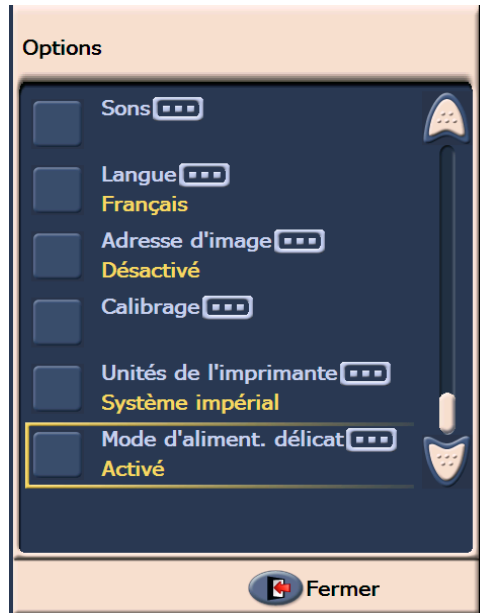 Options
Sons
Langue
Français
Adresse d'image
Désactivé
Calibrage
Unités de l'imprimante
Système impérial
Mode d'aliment. délicat
Activé
Fermer